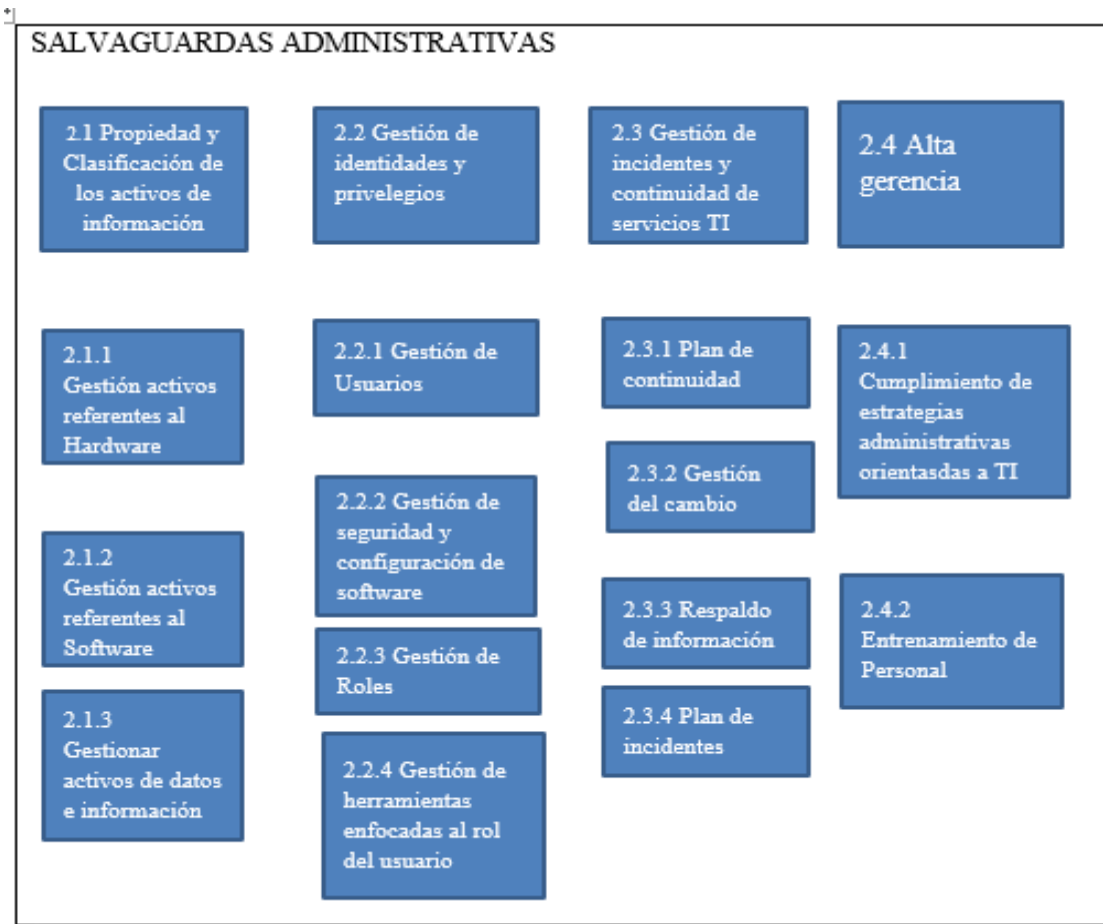 SALVAGUARDAS ADMINISTRATIVAS
2.1 Propiedad y
Clasificación de
los activos de
información
2.2 Gestión de
identidades y
privelegios
2.3 Gestión de
incidentes y
continuidad de
servicios TI
2.4 Alta
gerencia
2.1.1
Gestión activos
referentes al
Hardware
2.2.1 Gestión de
Usuarios
2.3.1 Plan de
continuidad
2.4.1
Cumplimiento de
estrategias
administrativas
orientasdas a TI
2.3.2 Gestión
del cambio
2.1.2
Gestión activos
referentes al
Software
2.2.2 Gestión de
seguridad y
configuración de
software
2.3.3 Respaldo
de información
2.4.2
Entrenamiento de
Personal
2.2.3 Gestión de
Roles
2.1.3
Gestionar
activos de datos
e información
2.3.4 Plan de
incidentes
2.2.4 Gestión de
herramientas
enfocadas al rol
del usuario